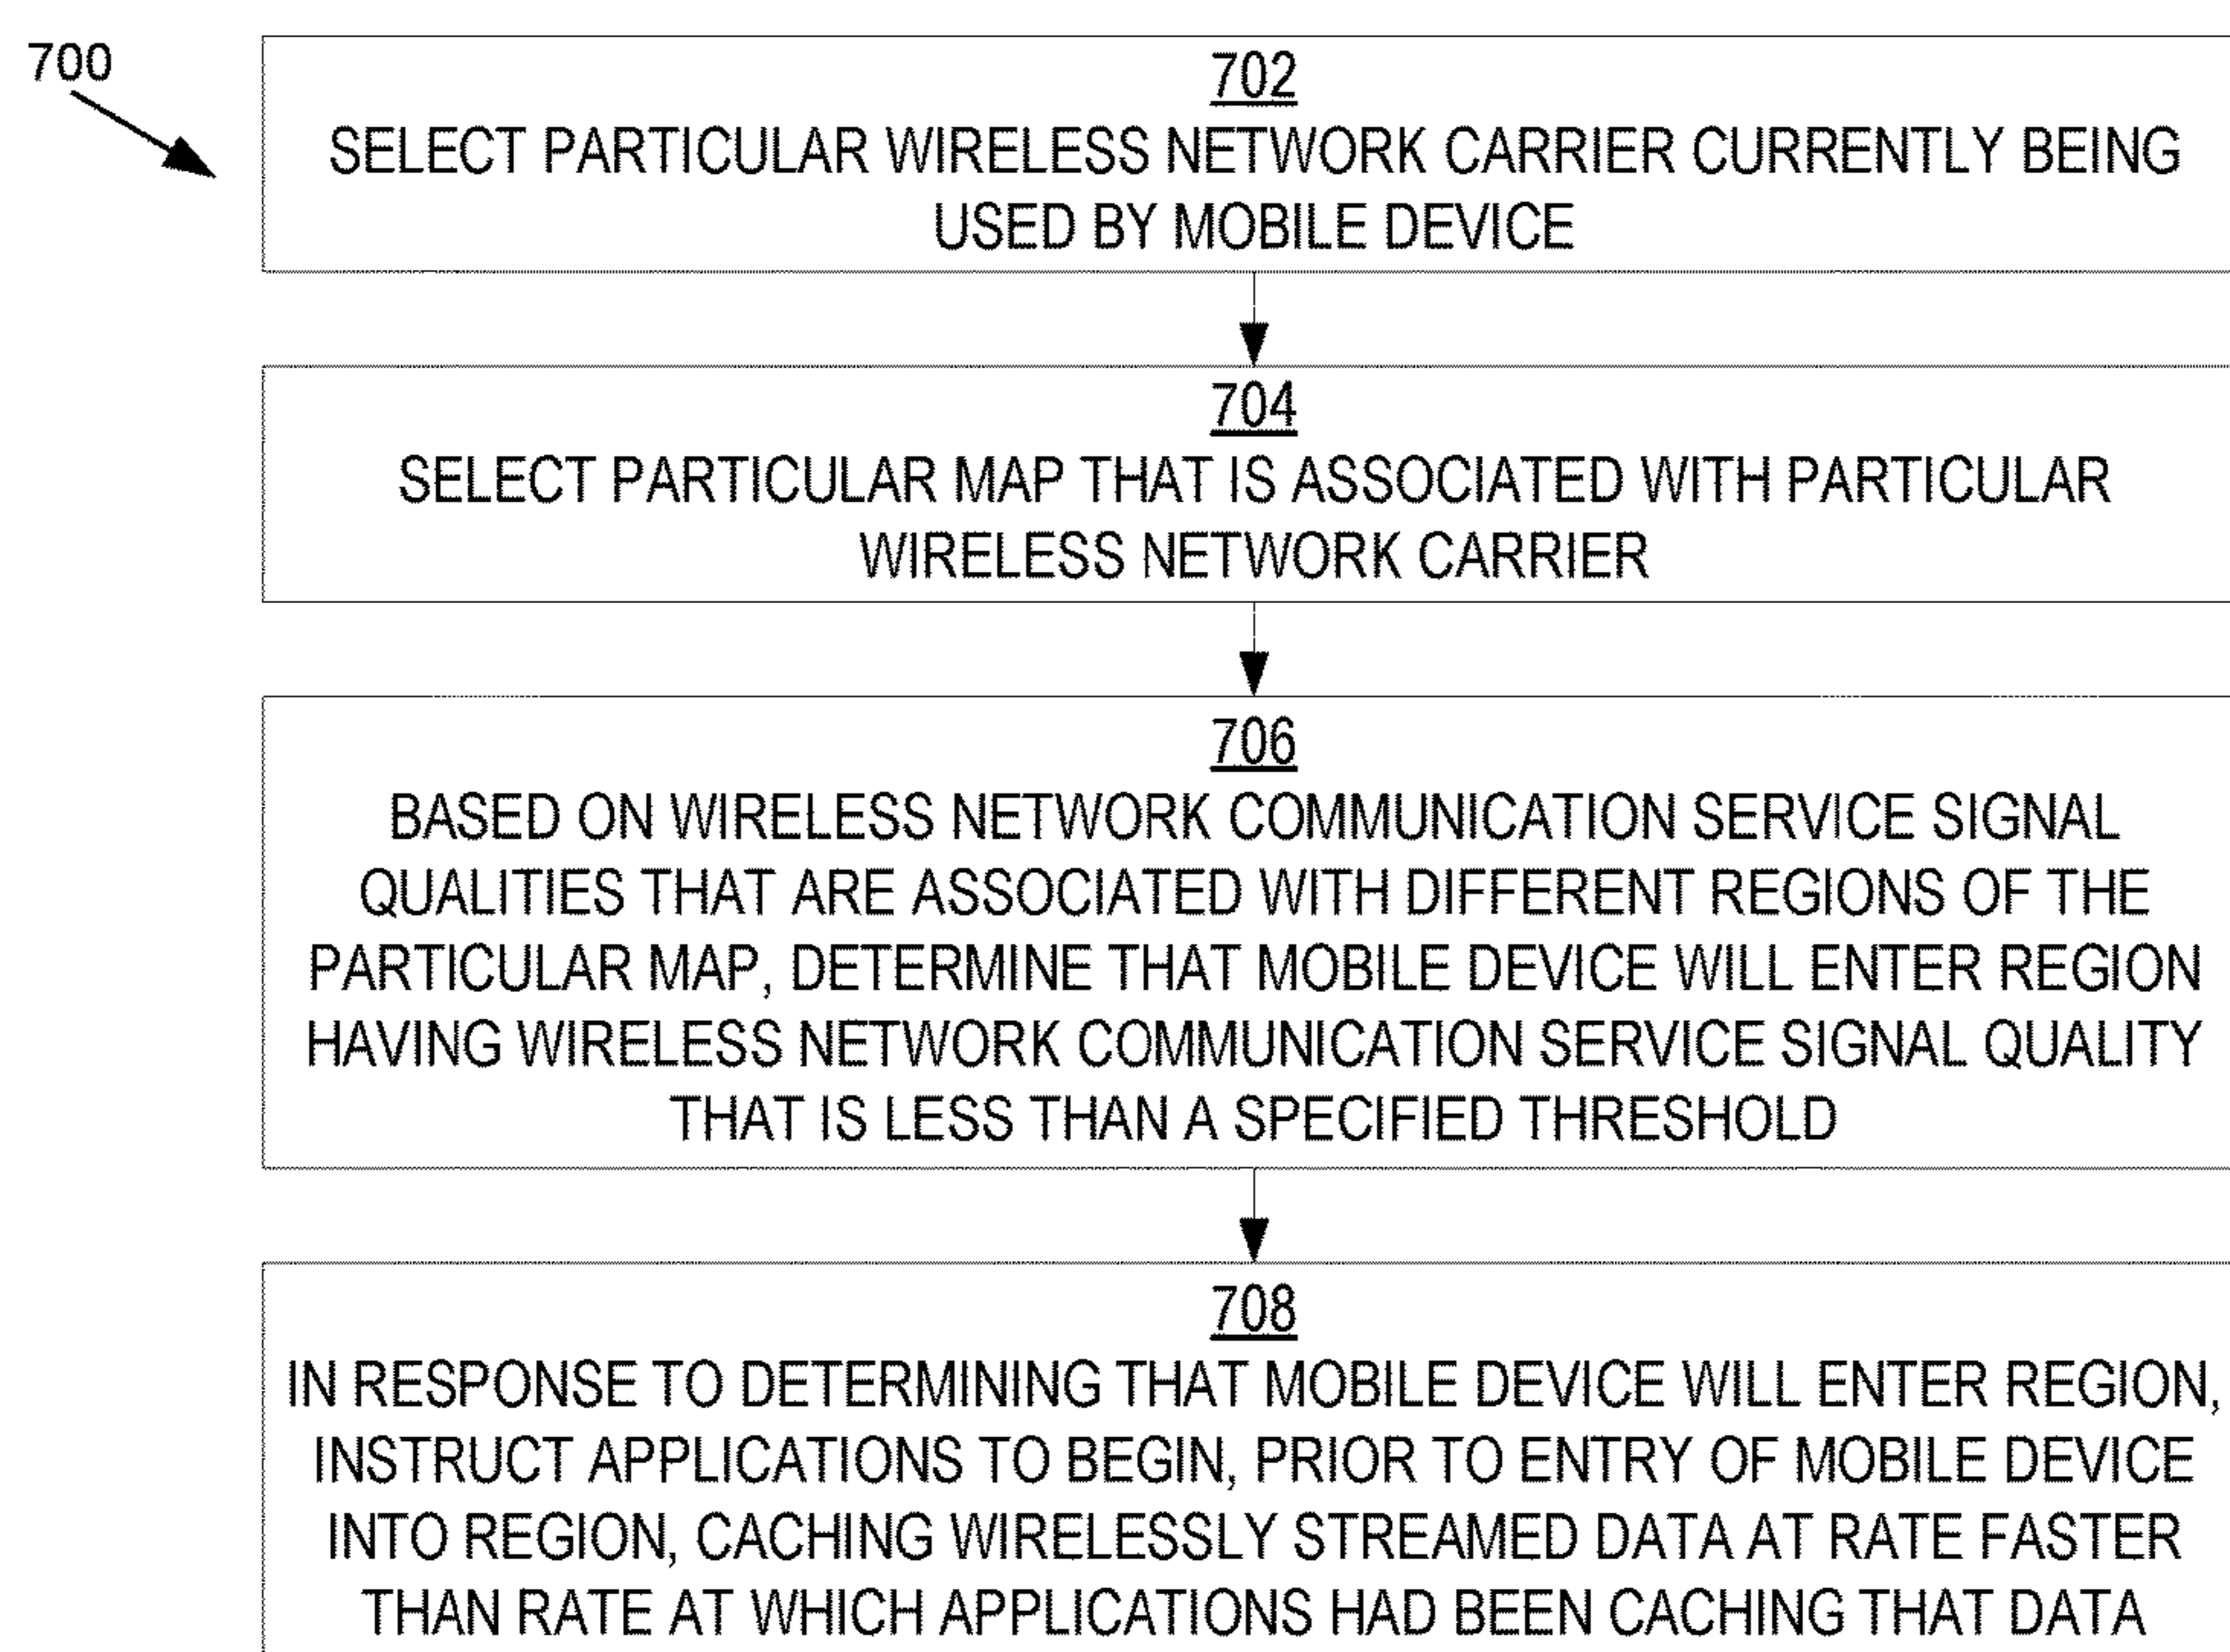 700
702
SELECT PARTICULAR WIRELESS NETWORK CARRIER CURRENTLY BEING
USED BY MOBILE DEVICE
704
SELECT PARTICULAR MAP THAT IS ASSOCIATED WITH PARTICULAR
WIRELESS NETWORK CARRIER
706
BASED ON WIRELESS NETWORK COMMUNICATION SERVICE SIGNAL
QUALITIES THAT ARE ASSOCIATED WITH DIFFERENT REGIONS OF THE
PARTICULAR MAP, DETERMINE THAT MOBILE DEVICE WILL ENTER REGION
HAVING WIRELESS NETWORK COMMUNICATION SERVICE SIGNAL QUALITY
THAT IS LESS THAN A SPECIFIED THRESHOLD
708
IN RESPONSE TO DETERMINING THAT MOBILE DEVICE WILL ENTER REGION,
INSTRUCT APPLICATIONS TO BEGIN, PRIOR TO ENTRY OF MOBILE DEVICE
INTO REGION, CACHING WIRELESSLY STREAMED DATA AT RATE FASTER
THAN RATE AT WHICH APPLICATIONS HAD BEEN CACHING THAT DATA